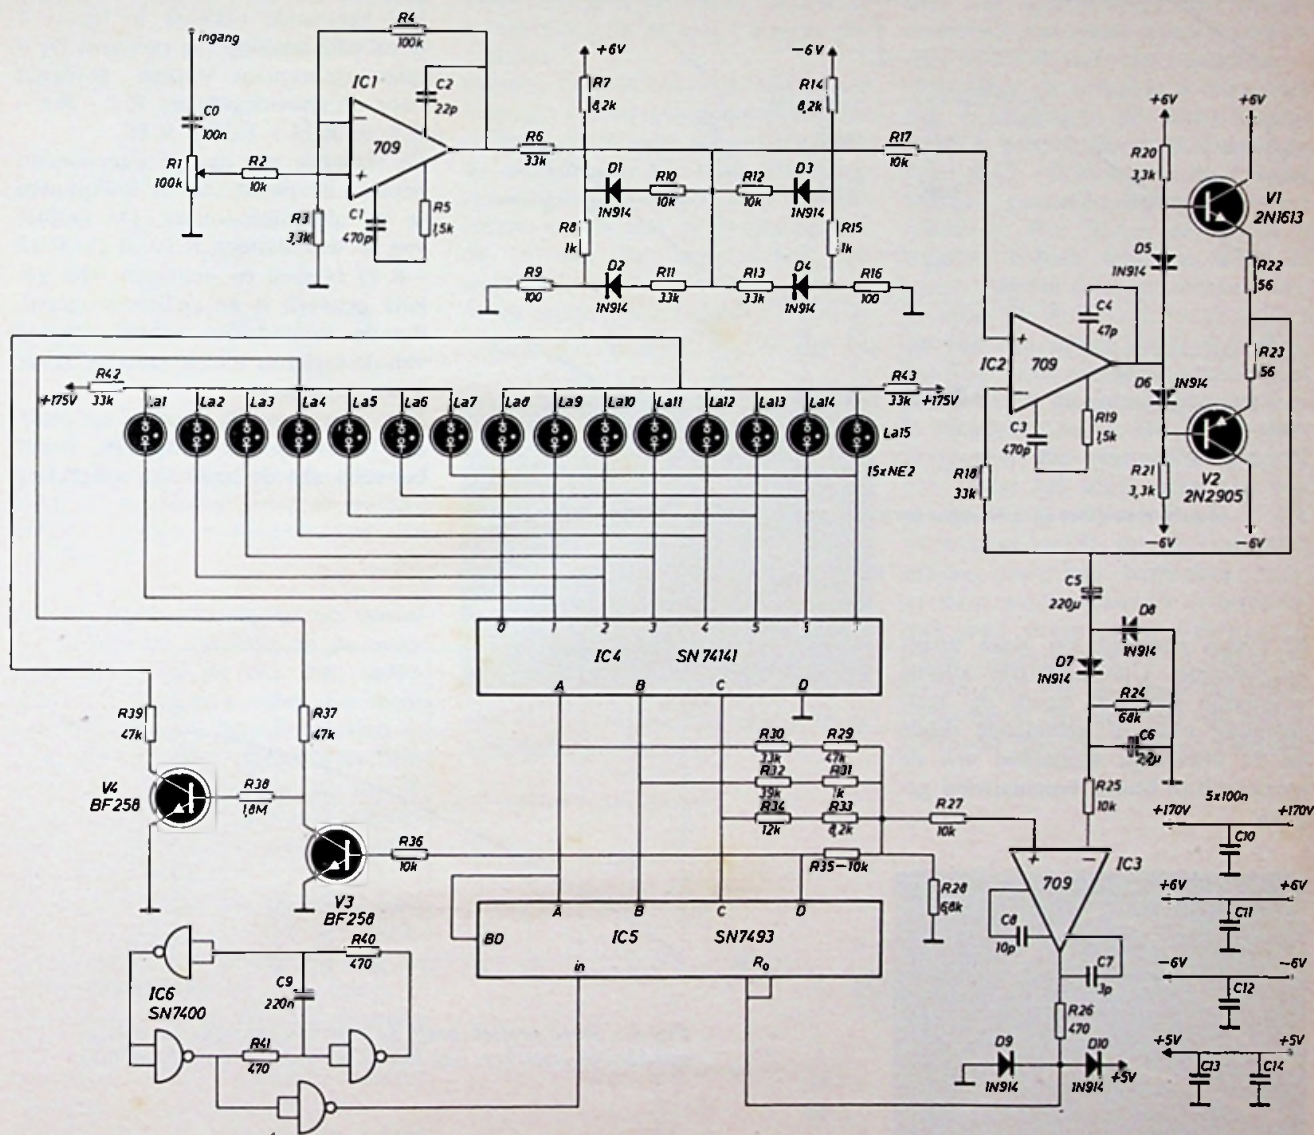 ingang
C0
100n
R1
100k
R2
10k
R3
3,3k
R4
100k
IC1
709
−
+
C2
22p
C1
470p
R5
1,5k
R6
33k
+6V
R7
8,2k
D1
1N914
R10
10k
R8
1k
R9
100
D2
1N914
R11
33k
−6V
R14
8,2k
R12
10k
D3
1N914
R15
1k
R13
33k
D4
1N914
R16
100
R17
10k
+6V
+6V
R20
3,3k
V1
2N1613
D5
1N914
R22
56
C4
47p
IC2
709
+
−
D6
1N914
R23
56
C3
470p
R19
1,5k
R18
33k
R21
3,3k
V2
2N2905
−6V
−6V
R42
33k
+175V
La1
La2
La3
La4
La5
La6
La7
La8
La9
La10
La11
La12
La13
La14
La15
R43
33k
+175V
15xNE2
0 1 2 3 4 5
IC4 SN 74141
A B C D
C5
220µ
D8
1N914
D7
1N914
R24
68k
C6
2,2µ
R25
10k
R39
47k
R37
47k
V4
BF258
R38
1,8M
R36
10k
V3
BF258
R30
33k
R29
47k
R32
39k
R31
1k
R34
12k
R33
8,2k
R35−10k
R27
10k
R28
6,8k
+
−
709
IC3
C8
10p
C7
3p
R26
470
D9
1N914
D10
1N914
+5V
A B C D
BD
IC5 SN7493
in
R0
R40
470
IC6
SN7400
C9
220n
R41
470
5x100n
+170V
+170V
C10
+6V
+6V
C11
−6V
−6V
C12
+5V
+5V
C13
C14